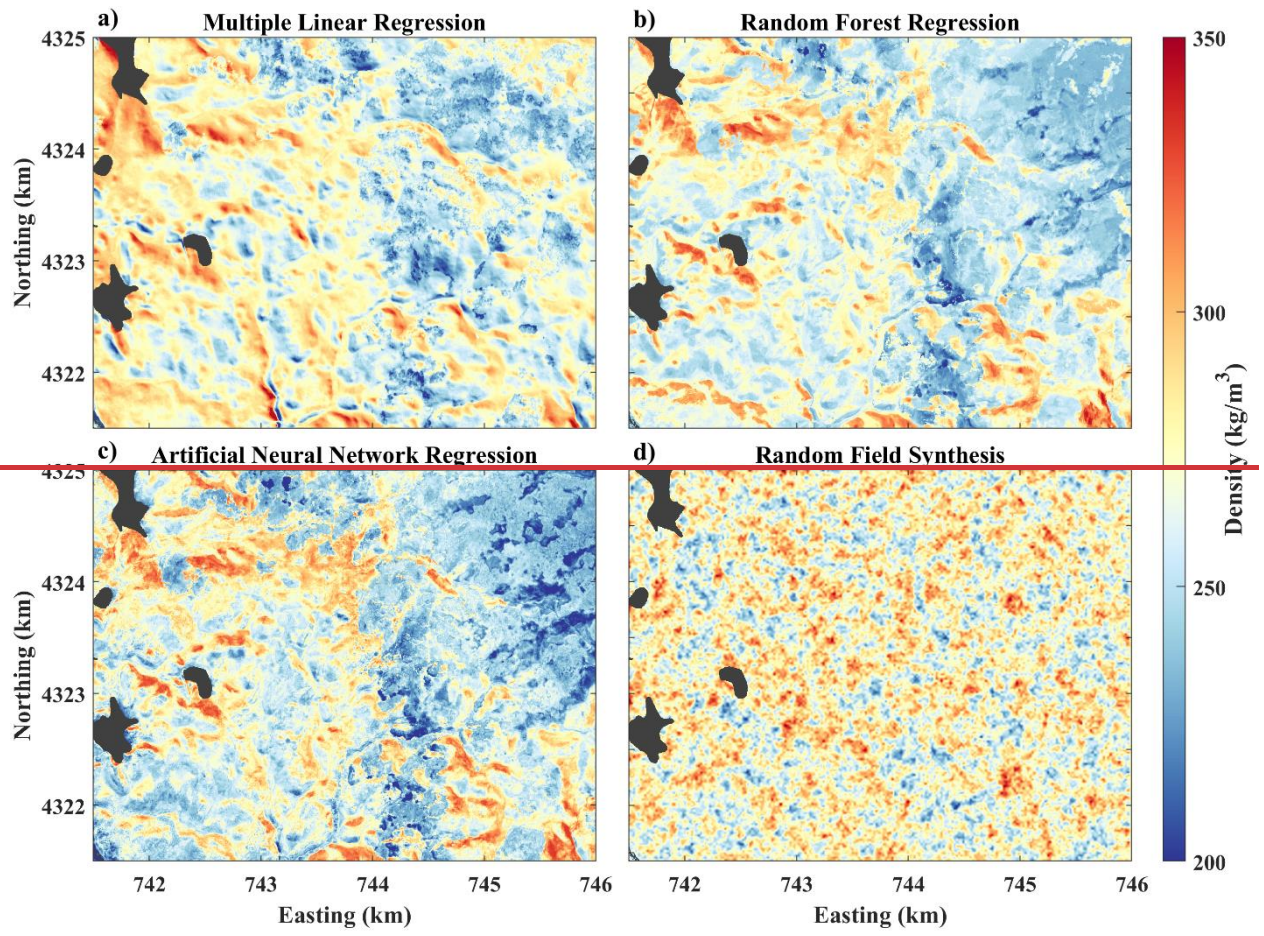 a) Multiple Linear Regression
b) Random Forest Regression
4325
4324
4323
4322
Northing (km)
c) Artificial Neural Network Regression
d) Random Field Synthesis
4325
4324
4323
4322
Northing (km)
742 743 744 745 746
Easting (km)
742 743 744 745 746
Easting (km)
350
300
250
200
Density (kg/m³)